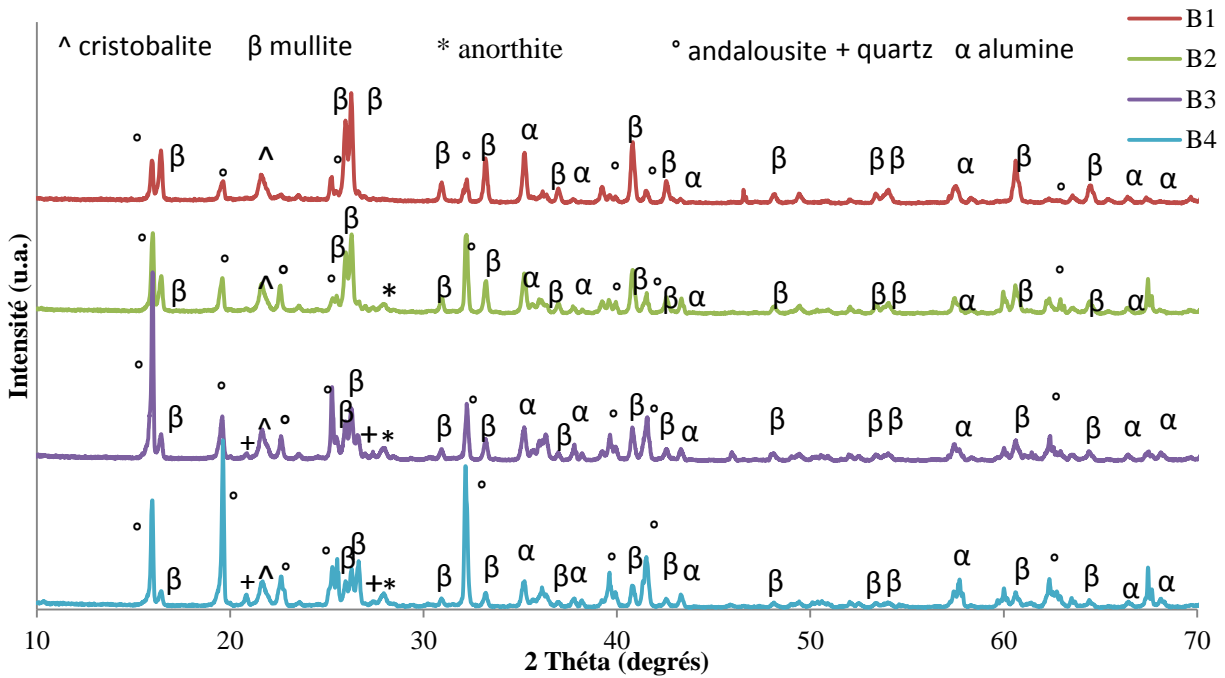 ^ cristobalite β mullite * anorthite ° andalousite + quartz α alumine
B1
B2
B3
B4
° β ° ^ ° β β β ° β α β α ° β ° β α β β β α β ° β α α
° β ° ^ ° ° β β * β ° β α β α ° β ° β α β β β α β ° β α
° β ° + ^ ° ° β β + * β ° β α β α ° β ° β α β β β α β ° β α α
° β ° + ^ ° ° β β + * β ° β α β α ° β ° β α β β β α β ° β α α
Intensité (u.a.)
10 20 30 40 50 60 70
2 Théta (degrés)